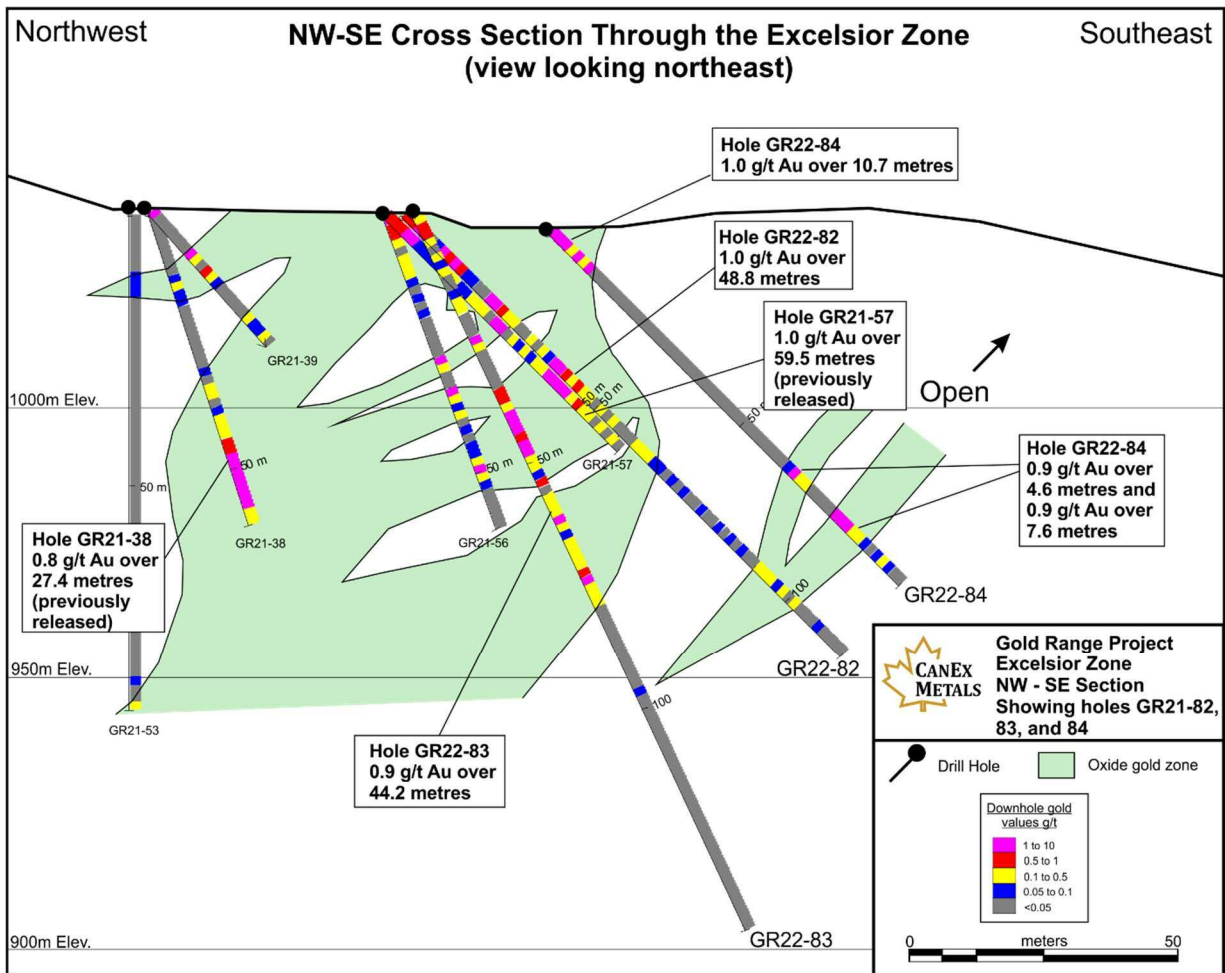 Northwest
NW-SE Cross Section Through the Excelsior Zone
(view looking northeast)
Southeast
Hole GR22-84
1.0 g/t Au over 10.7 metres
Hole GR22-82
1.0 g/t Au over
48.8 metres
Hole GR21-57
1.0 g/t Au over
59.5 metres
(previously
released)
GR21-39
Open
1000m Elev.
50 m
50 m
50 m
GR21-57
Hole GR22-84
0.9 g/t Au over
4.6 metres and
0.9 g/t Au over
7.6 metres
50 m
50 m
50 m
50 m
Hole GR21-38
0.8 g/t Au over
27.4 metres
(previously
released)
GR21-38
GR21-56
GR22-84
100
GR22-82
950m Elev.
100
GR21-53
Hole GR22-83
0.9 g/t Au over
44.2 metres
GR22-83
900m Elev.
CANEX
METALS
Gold Range Project
Excelsior Zone
NW - SE Section
Showing holes GR21-82,
83, and 84
Drill Hole
Oxide gold zone
Downhole gold
values g/t
1 to 10
0.5 to 1
0.1 to 0.5
0.05 to 0.1
<0.05
0 meters 50